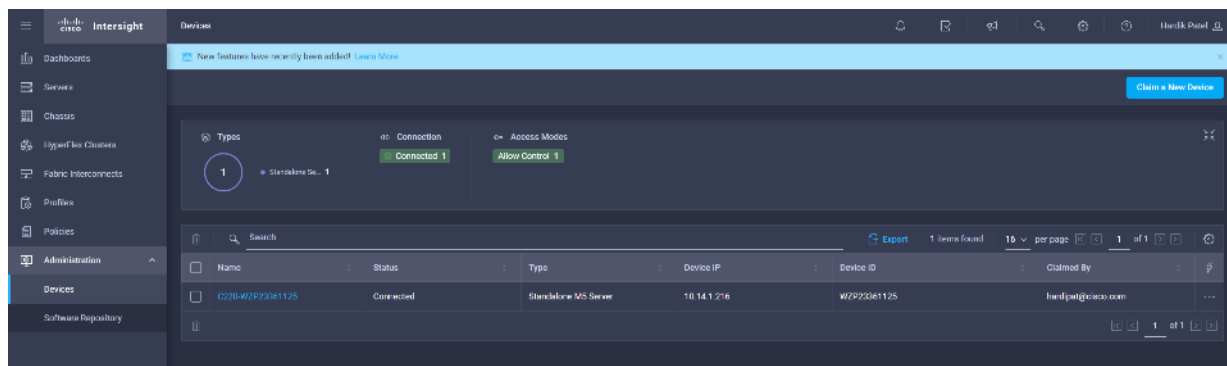 cisco Intersight
Devices
Hardik Patel
Dashboards
New features have recently been added! Learn More
Servers
Claim a New Device
Chassis
Types
Connection
Access Modes
HyperFlex Clusters
Connected 1
Allow Control 1
1
Standalone Se... 1
Fabric Interconnects
Profiles
Policies
Search
Export
1 items found
16 per page
1 of 1
Administration
Name
Status
Type
Device IP
Device ID
Claimed By
Devices
C220-WZP23361125
Connected
Standalone M5 Server
10.14.1.216
WZP23361125
hardipat@cisco.com
Software Repository
1 of 1